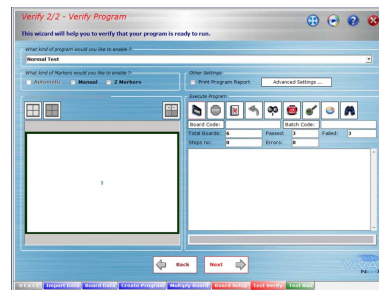 Verify 2/2 - Verify Program
This wizard will help you to verify that your program is ready to run.
What kind of program would you like to enable ?
Normal Test
What kind of Markers would you like to enable ?
Automatic Manual Z Markers
Other Settings
Print Program Report Advanced Settings ...
Execute Program
Board Code: Batch Code:
Total Boards: 6 Passed: 3 Failed: 3
Steps no: 0 Errors: 0
1
Back Next
VIVA
Import Data Board Data Create Program Multiply Board Board Setup Test Verify Test Run